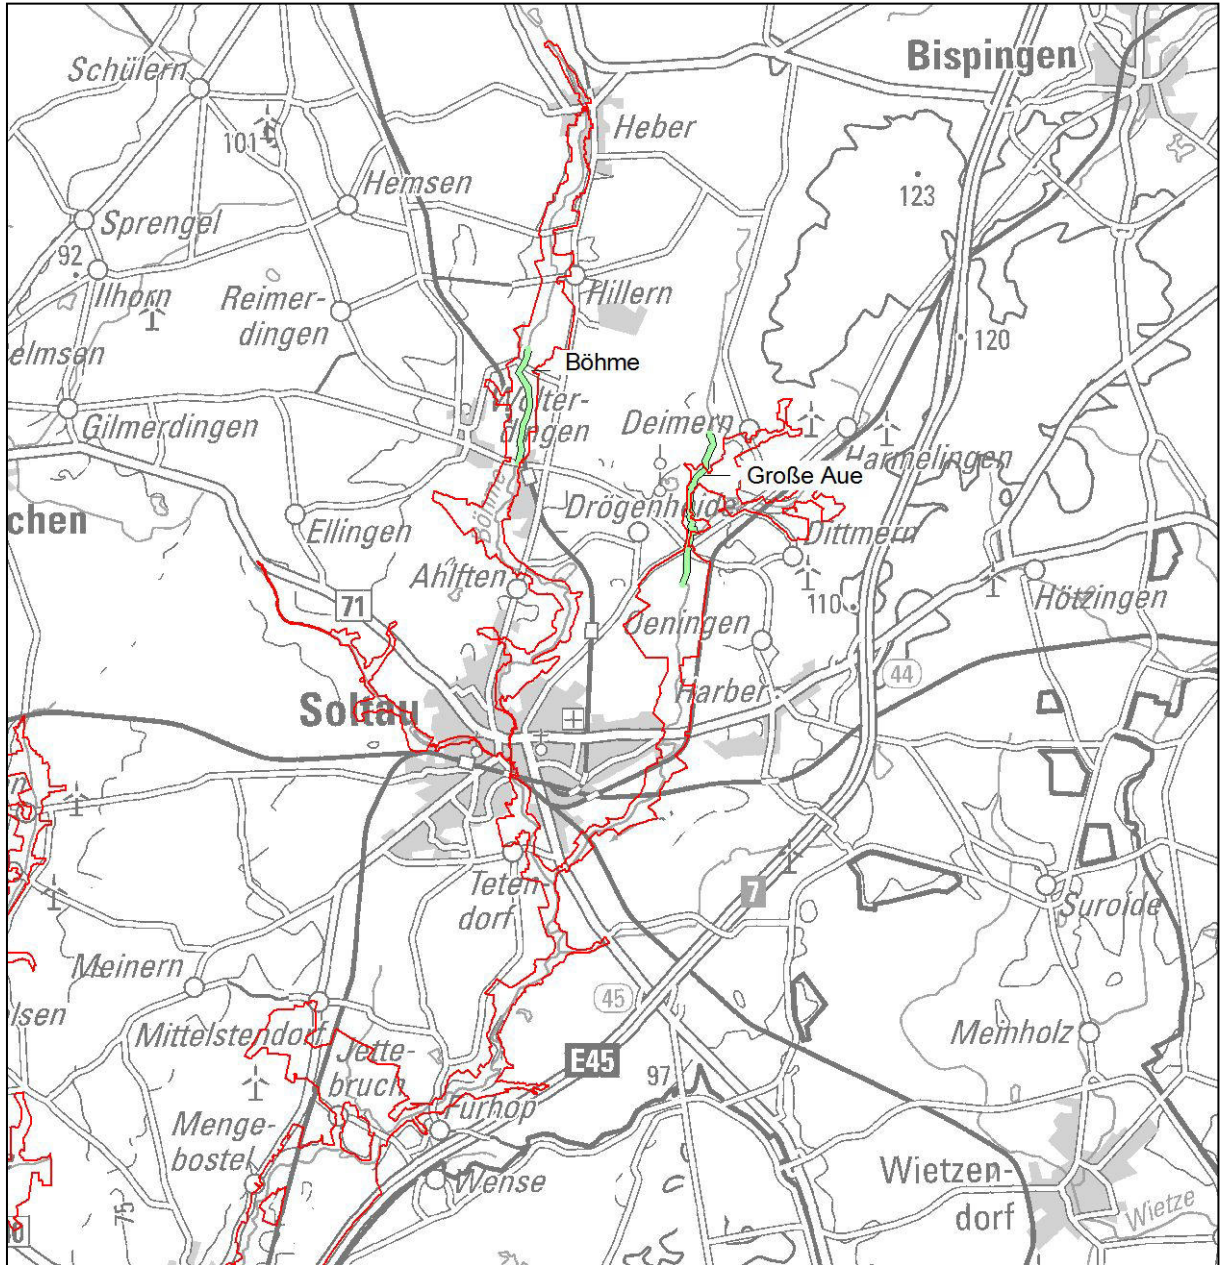 Bispingen
Schülern
Heber
101
Hemsen
123
Sprengel
92
Ilhorn
Reimer-
dingen
Hillern
120
elmsen
Böhme
Wolter-
dingen
Gilmerdingen
Deimern
Harmelingen
Große Aue
chen
Ellingen
Böhme
Drögenheide
Dittmern
Ahlften
71
110
Hötzingen
Oeningen
44
Harber
Soltau
n
Teten
dorf
7
Suroide
Meinern
45
elsen
Mittelstendorf
Jette-
bruch
E45
97
Meinholz
Furhop
Menge-
bostel
Wense
Wietzen-
dorf
75
Wietze